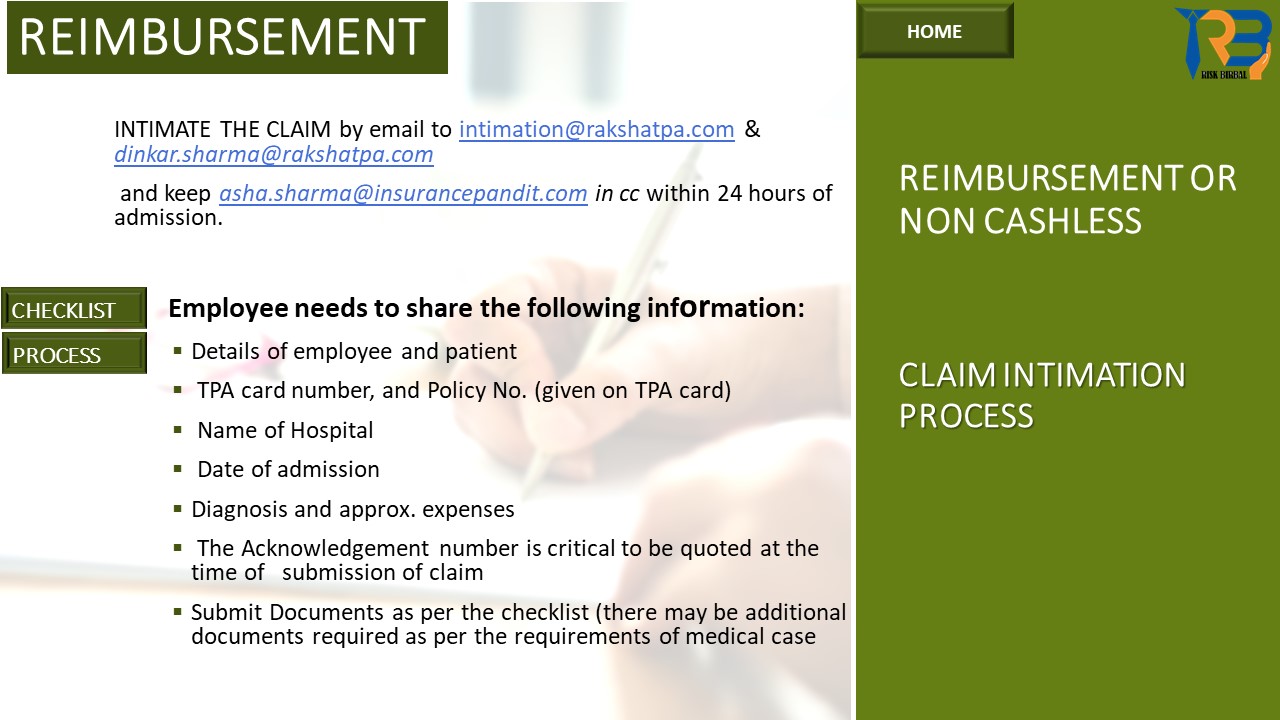 REIMBURSEMENT
HOME
RISK BIRBAL
INTIMATE THE CLAIM by email to intimation@rakshatpa.com &
dinkar.sharma@rakshatpa.com
and keep asha.sharma@insurancepandit.com in cc within 24 hours of
admission.
REIMBURSEMENT OR
NON CASHLESS
CHECKLIST
PROCESS
Employee needs to share the following information:
▪ Details of employee and patient
▪ TPA card number, and Policy No. (given on TPA card)
▪ Name of Hospital
▪ Date of admission
▪ Diagnosis and approx. expenses
▪ The Acknowledgement number is critical to be quoted at the
time of submission of claim
▪ Submit Documents as per the checklist (there may be additional
documents required as per the requirements of medical case
CLAIM INTIMATION
PROCESS